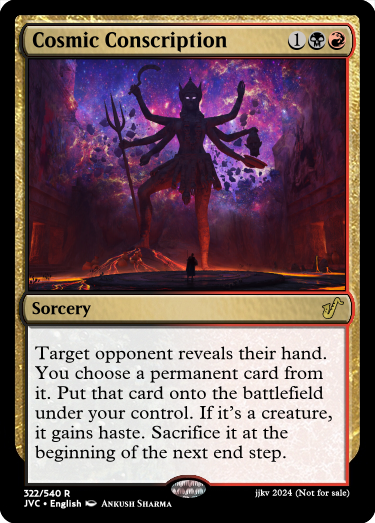 Cosmic Conscription 1
Sorcery
Target opponent reveals their hand.
You choose a permanent card from
it. Put that card onto the battlefield
under your control. If it's a creature,
it gains haste. Sacrifice it at the
beginning of the next end step.
322/540 R
jjkv 2024 (Not for sale)
JVC • English Ankush Sharma